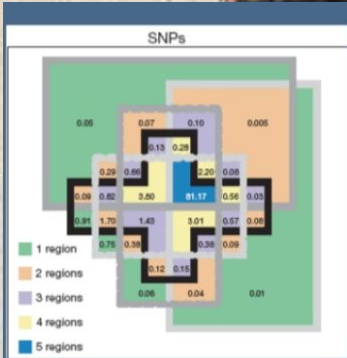 SNPs
0.05 0.07 0.10 0.005
0.13 0.28
0.29 0.66 2.20 0.08
0.09 0.82 3.80 81.17 0.56 0.03
0.91 1.70 1.43 3.01 0.57 0.06
0.75 0.38 0.38 0.09
0.12 0.15
0.06 0.04 0.01
1 region
2 regions
3 regions
4 regions
5 regions